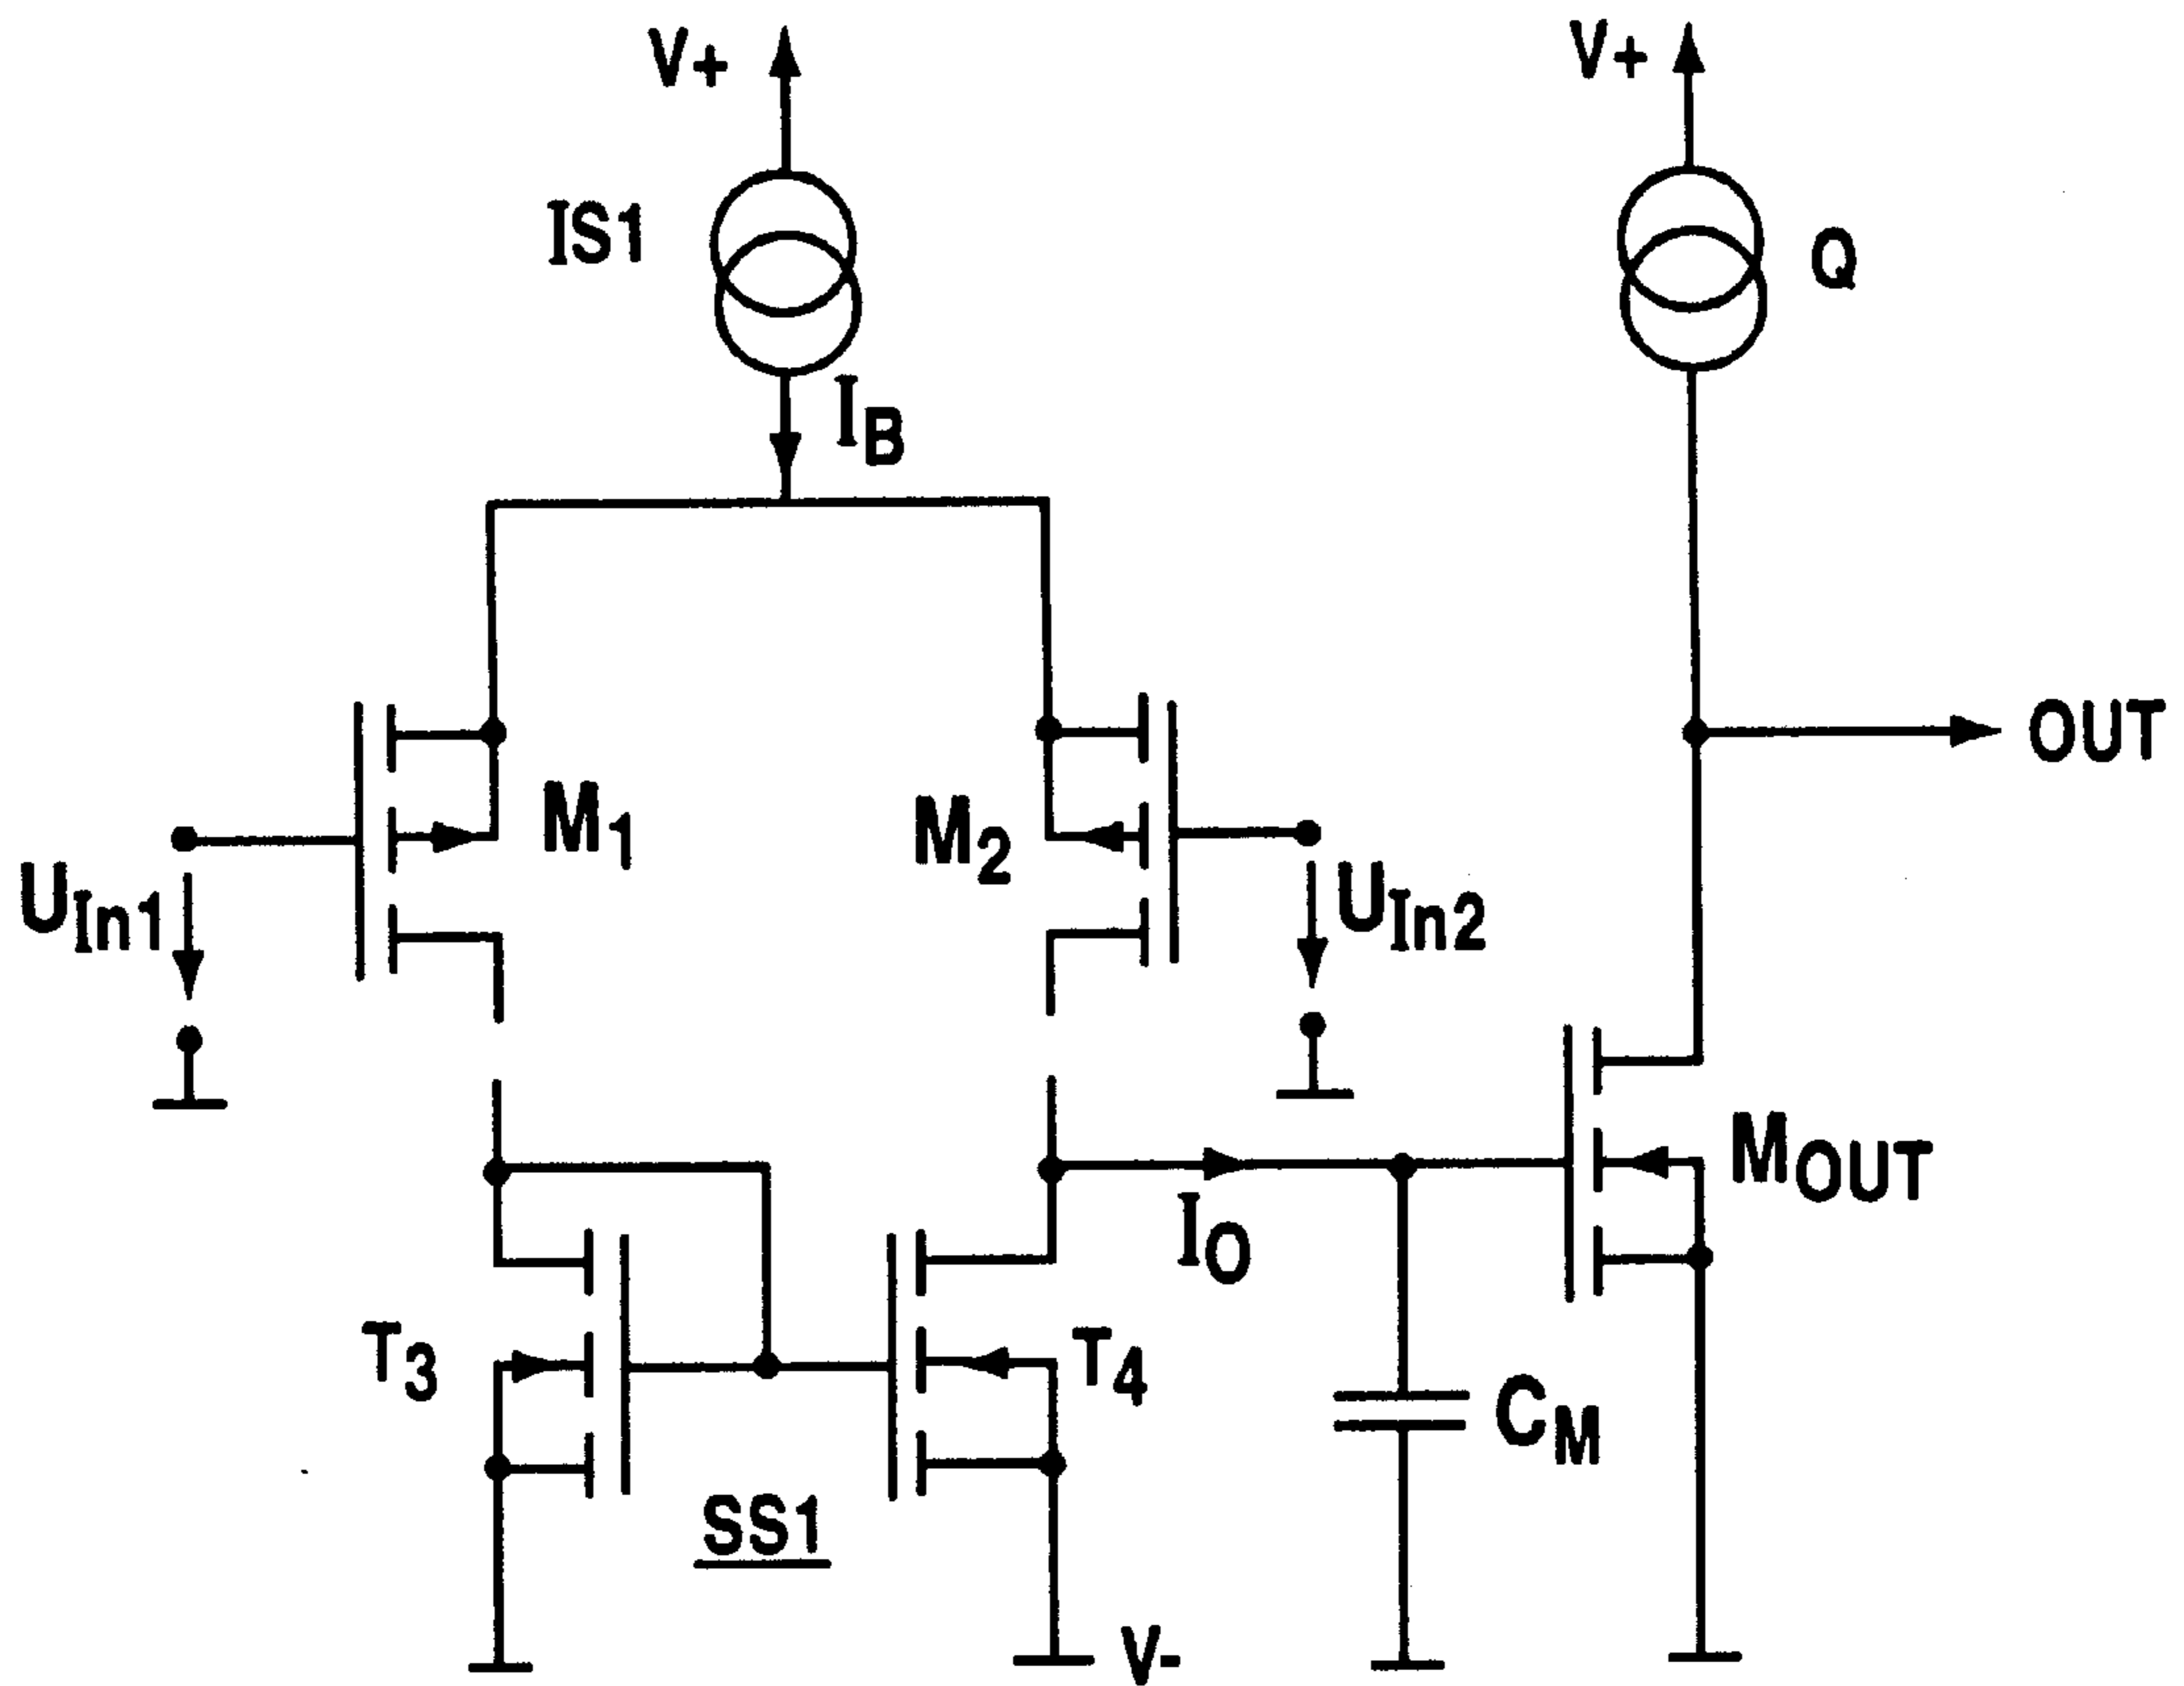 V+
V+
IS1
Q
IB
OUT
M1
M2
UIn1
UIn2
MOUT
IO
T3
T4
CM
SS1
V-